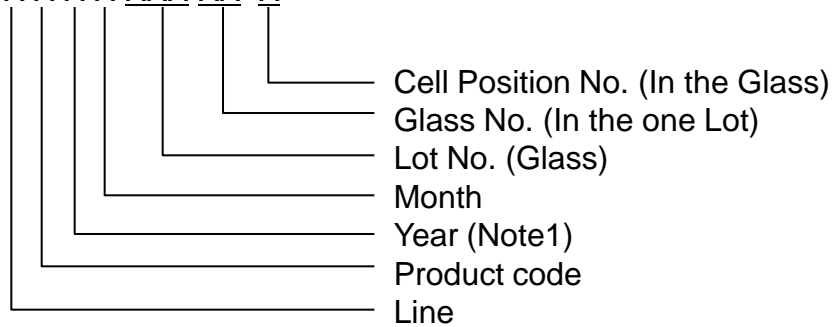 Cell Position No. (In the Glass)
Glass No. (In the one Lot)
Lot No. (Glass)
Month
Year (Note1)
Product code
Line